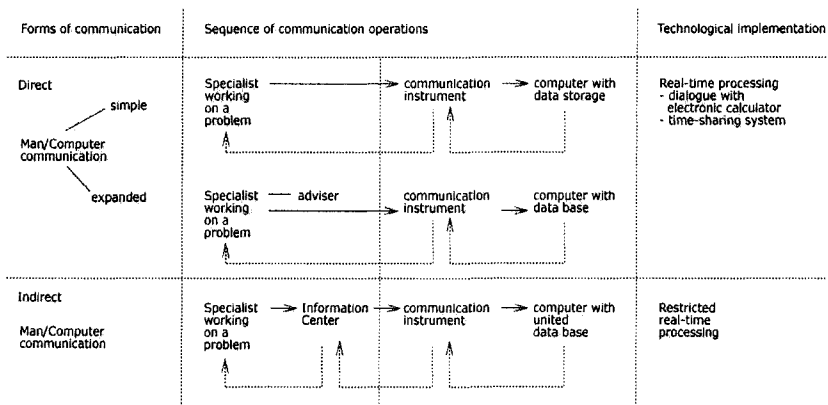 Forms of communication
Sequence of communication operations
Technological implementation
Direct
simple
Man/Computer
communication
expanded
Specialist
working
on a
problem
communication
instrument
computer with
data storage
Real-time processing
- dialogue with
electronic calculator
- time-sharing system
Specialist
working
on a
problem
adviser
communication
instrument
computer with
data base
Indirect
Man/Computer
communication
Specialist
working
on a
problem
Information
Center
communication
instrument
computer with
united
data base
Restricted
real-time
processing